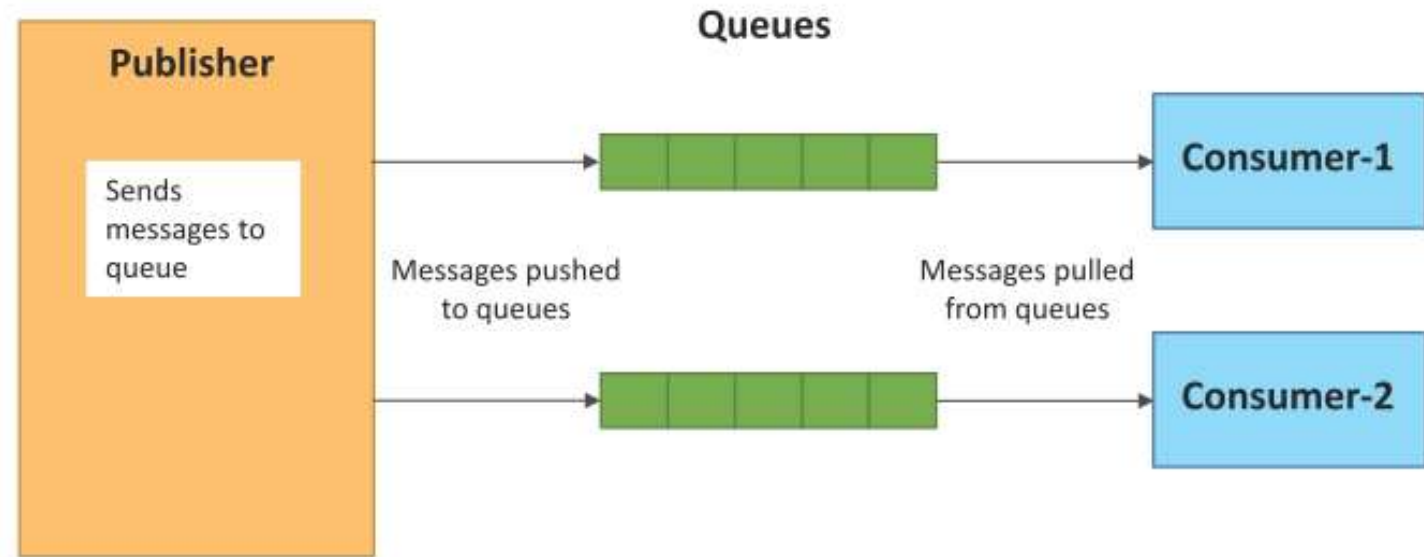 Queues
Publisher
Sends
messages to
queue
Messages pushed
to queues
Messages pulled
from queues
Consumer-1
Consumer-2